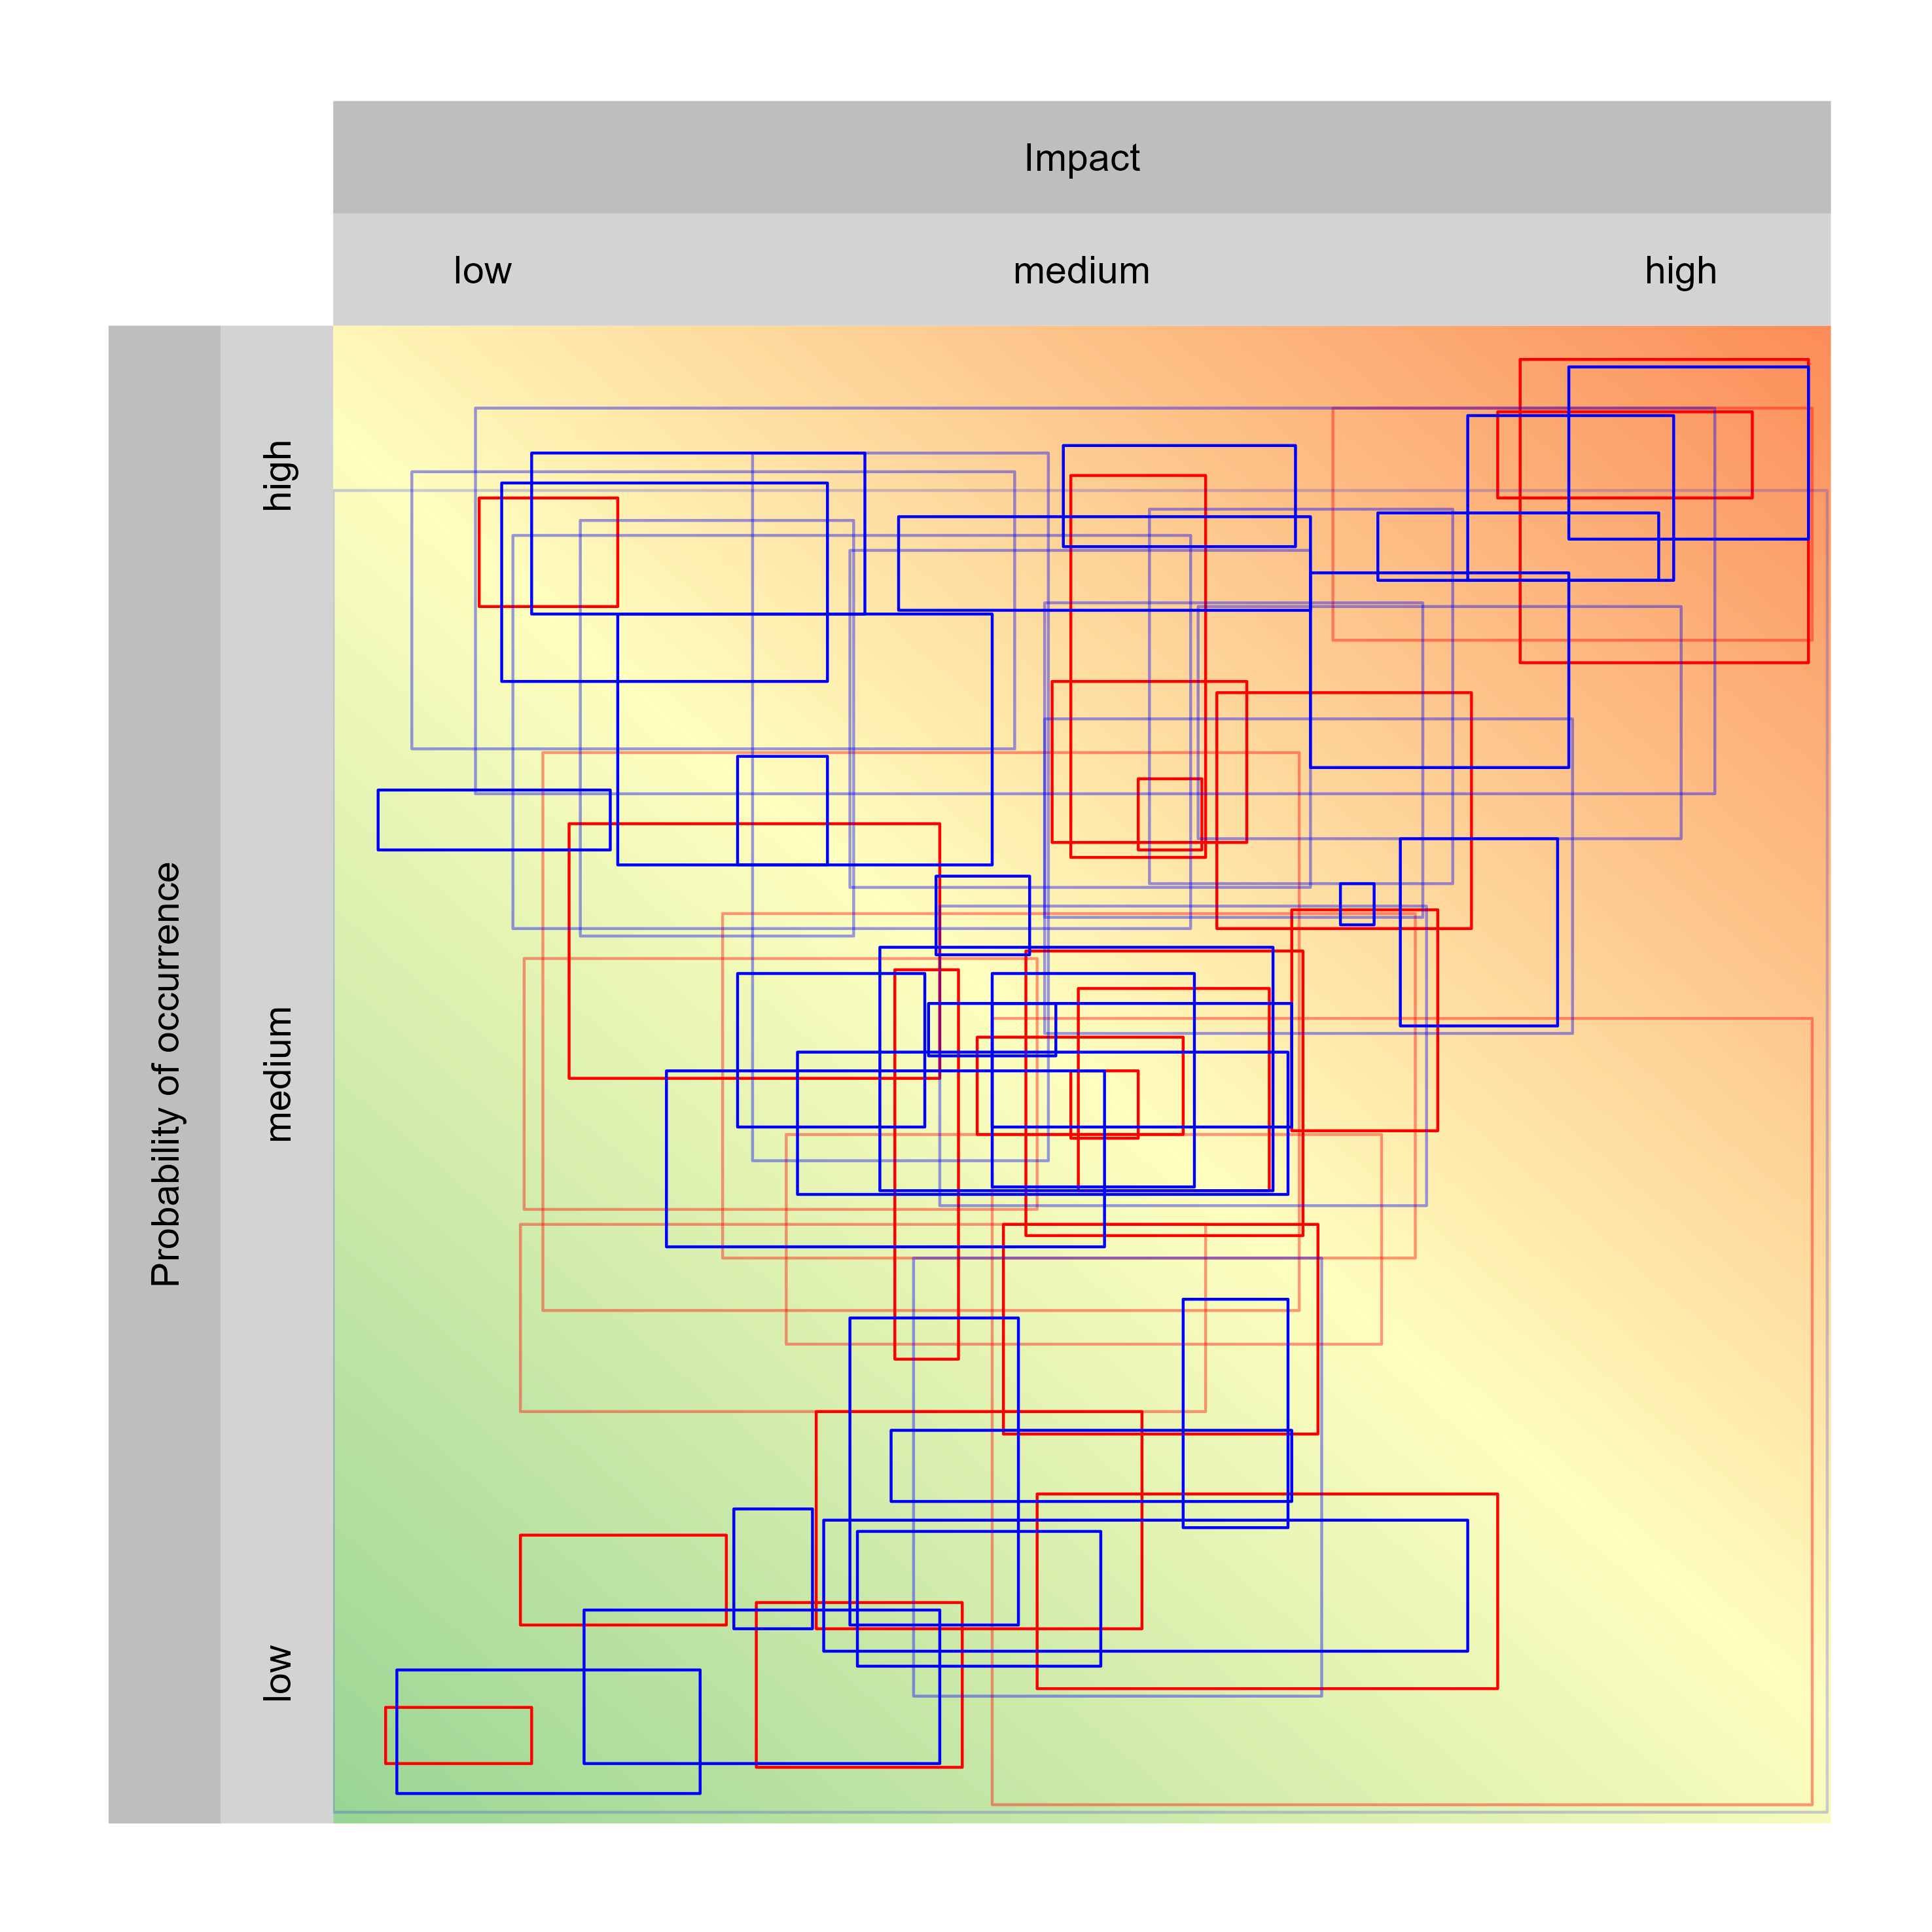 Impact
low medium high
Probability of occurrence
high
medium
low